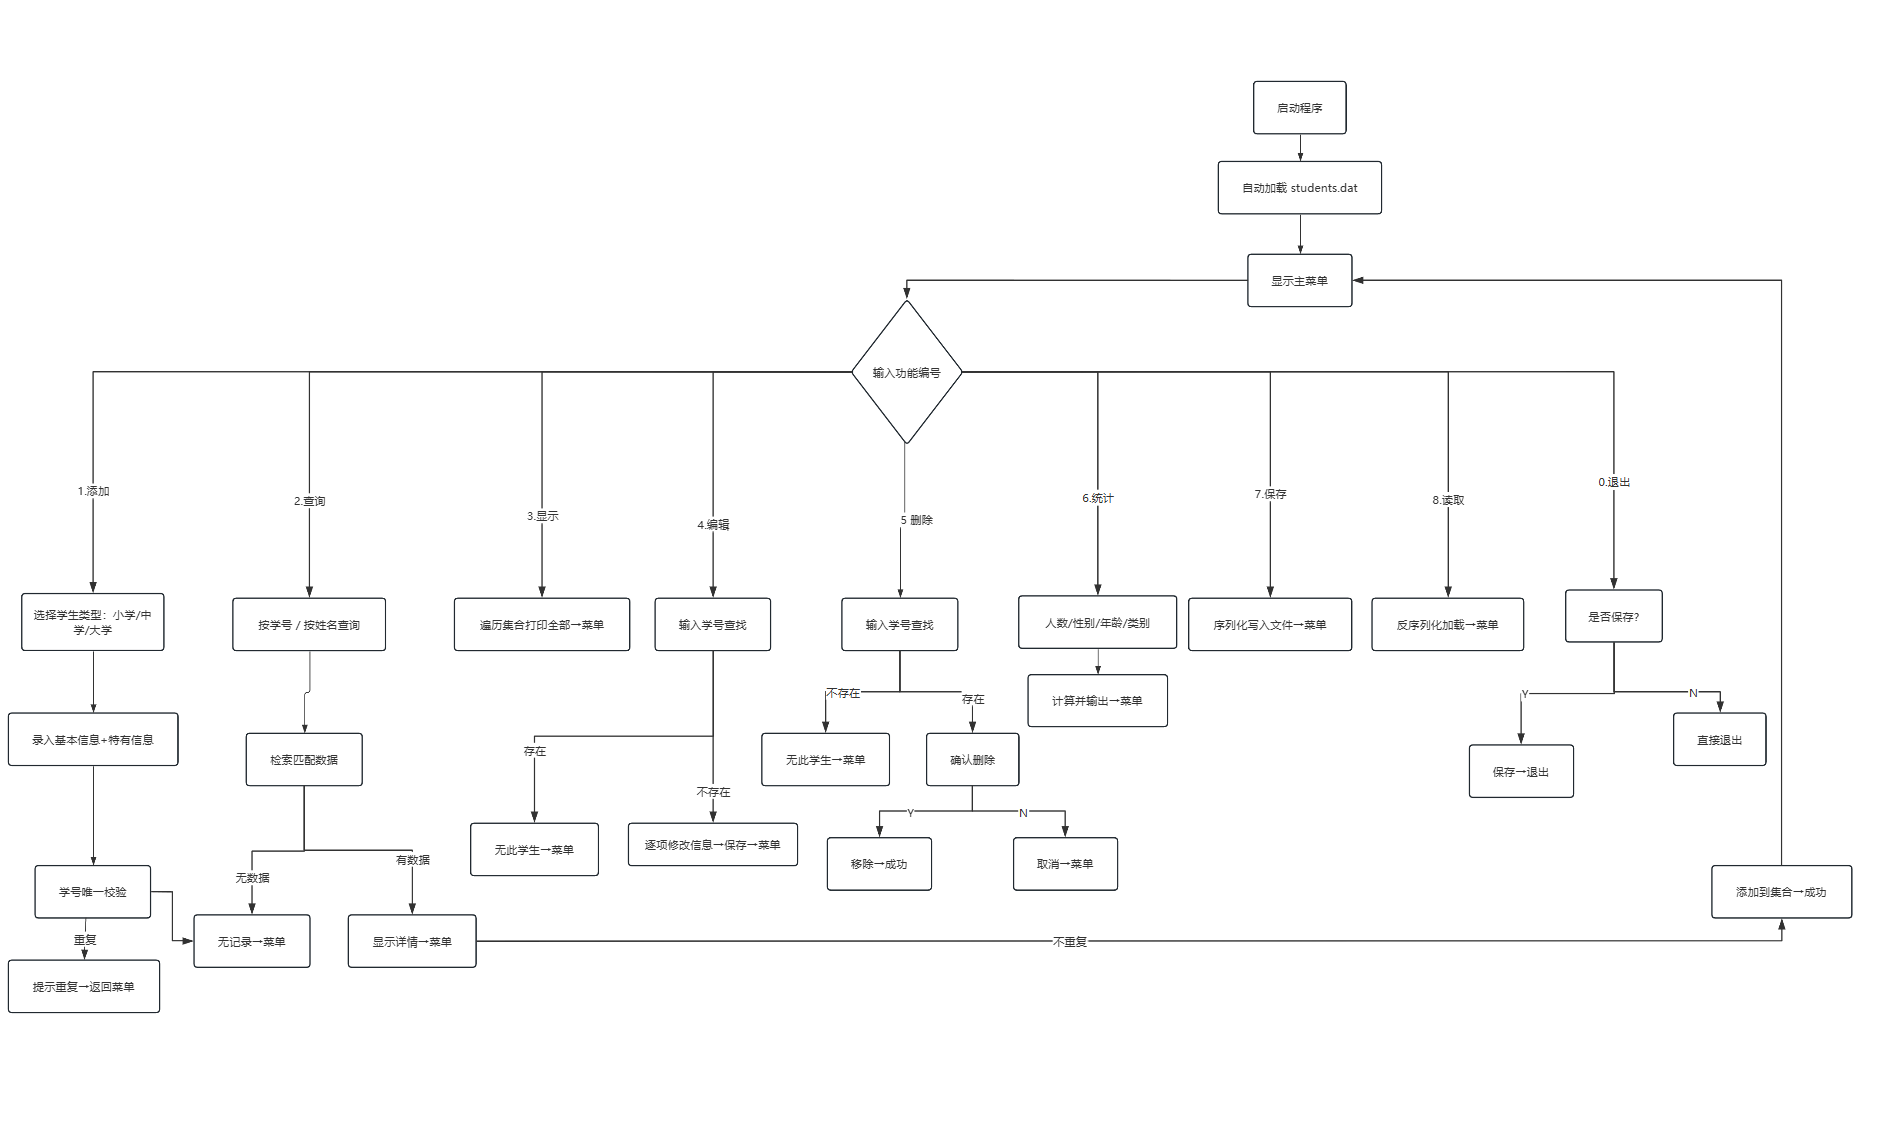 启动程序
自动加载 students.dat
显示主菜单
输入功能编号
1.添加
2.查询
3.显示
4.编辑
5 删除
6.统计
7.保存
8.读取
0.退出
选择学生类型：小学/中
学/大学
按学号 / 按姓名查询
遍历集合打印全部→菜单
输入学号查找
输入学号查找
人数/性别/年龄/类别
序列化写入文件→菜单
反序列化加载→菜单
是否保存?
不存在
存在
Y
N
计算并输出→菜单
录入基本信息+特有信息
检索匹配数据
存在
无此学生→菜单
确认删除
直接退出
保存→退出
不存在
Y
N
无此学生→菜单
逐项修改信息→保存→菜单
移除→成功
取消→菜单
无数据
有数据
学号唯一校验
添加到集合→成功
重复
无记录→菜单
显示详情→菜单
不重复
提示重复→返回菜单